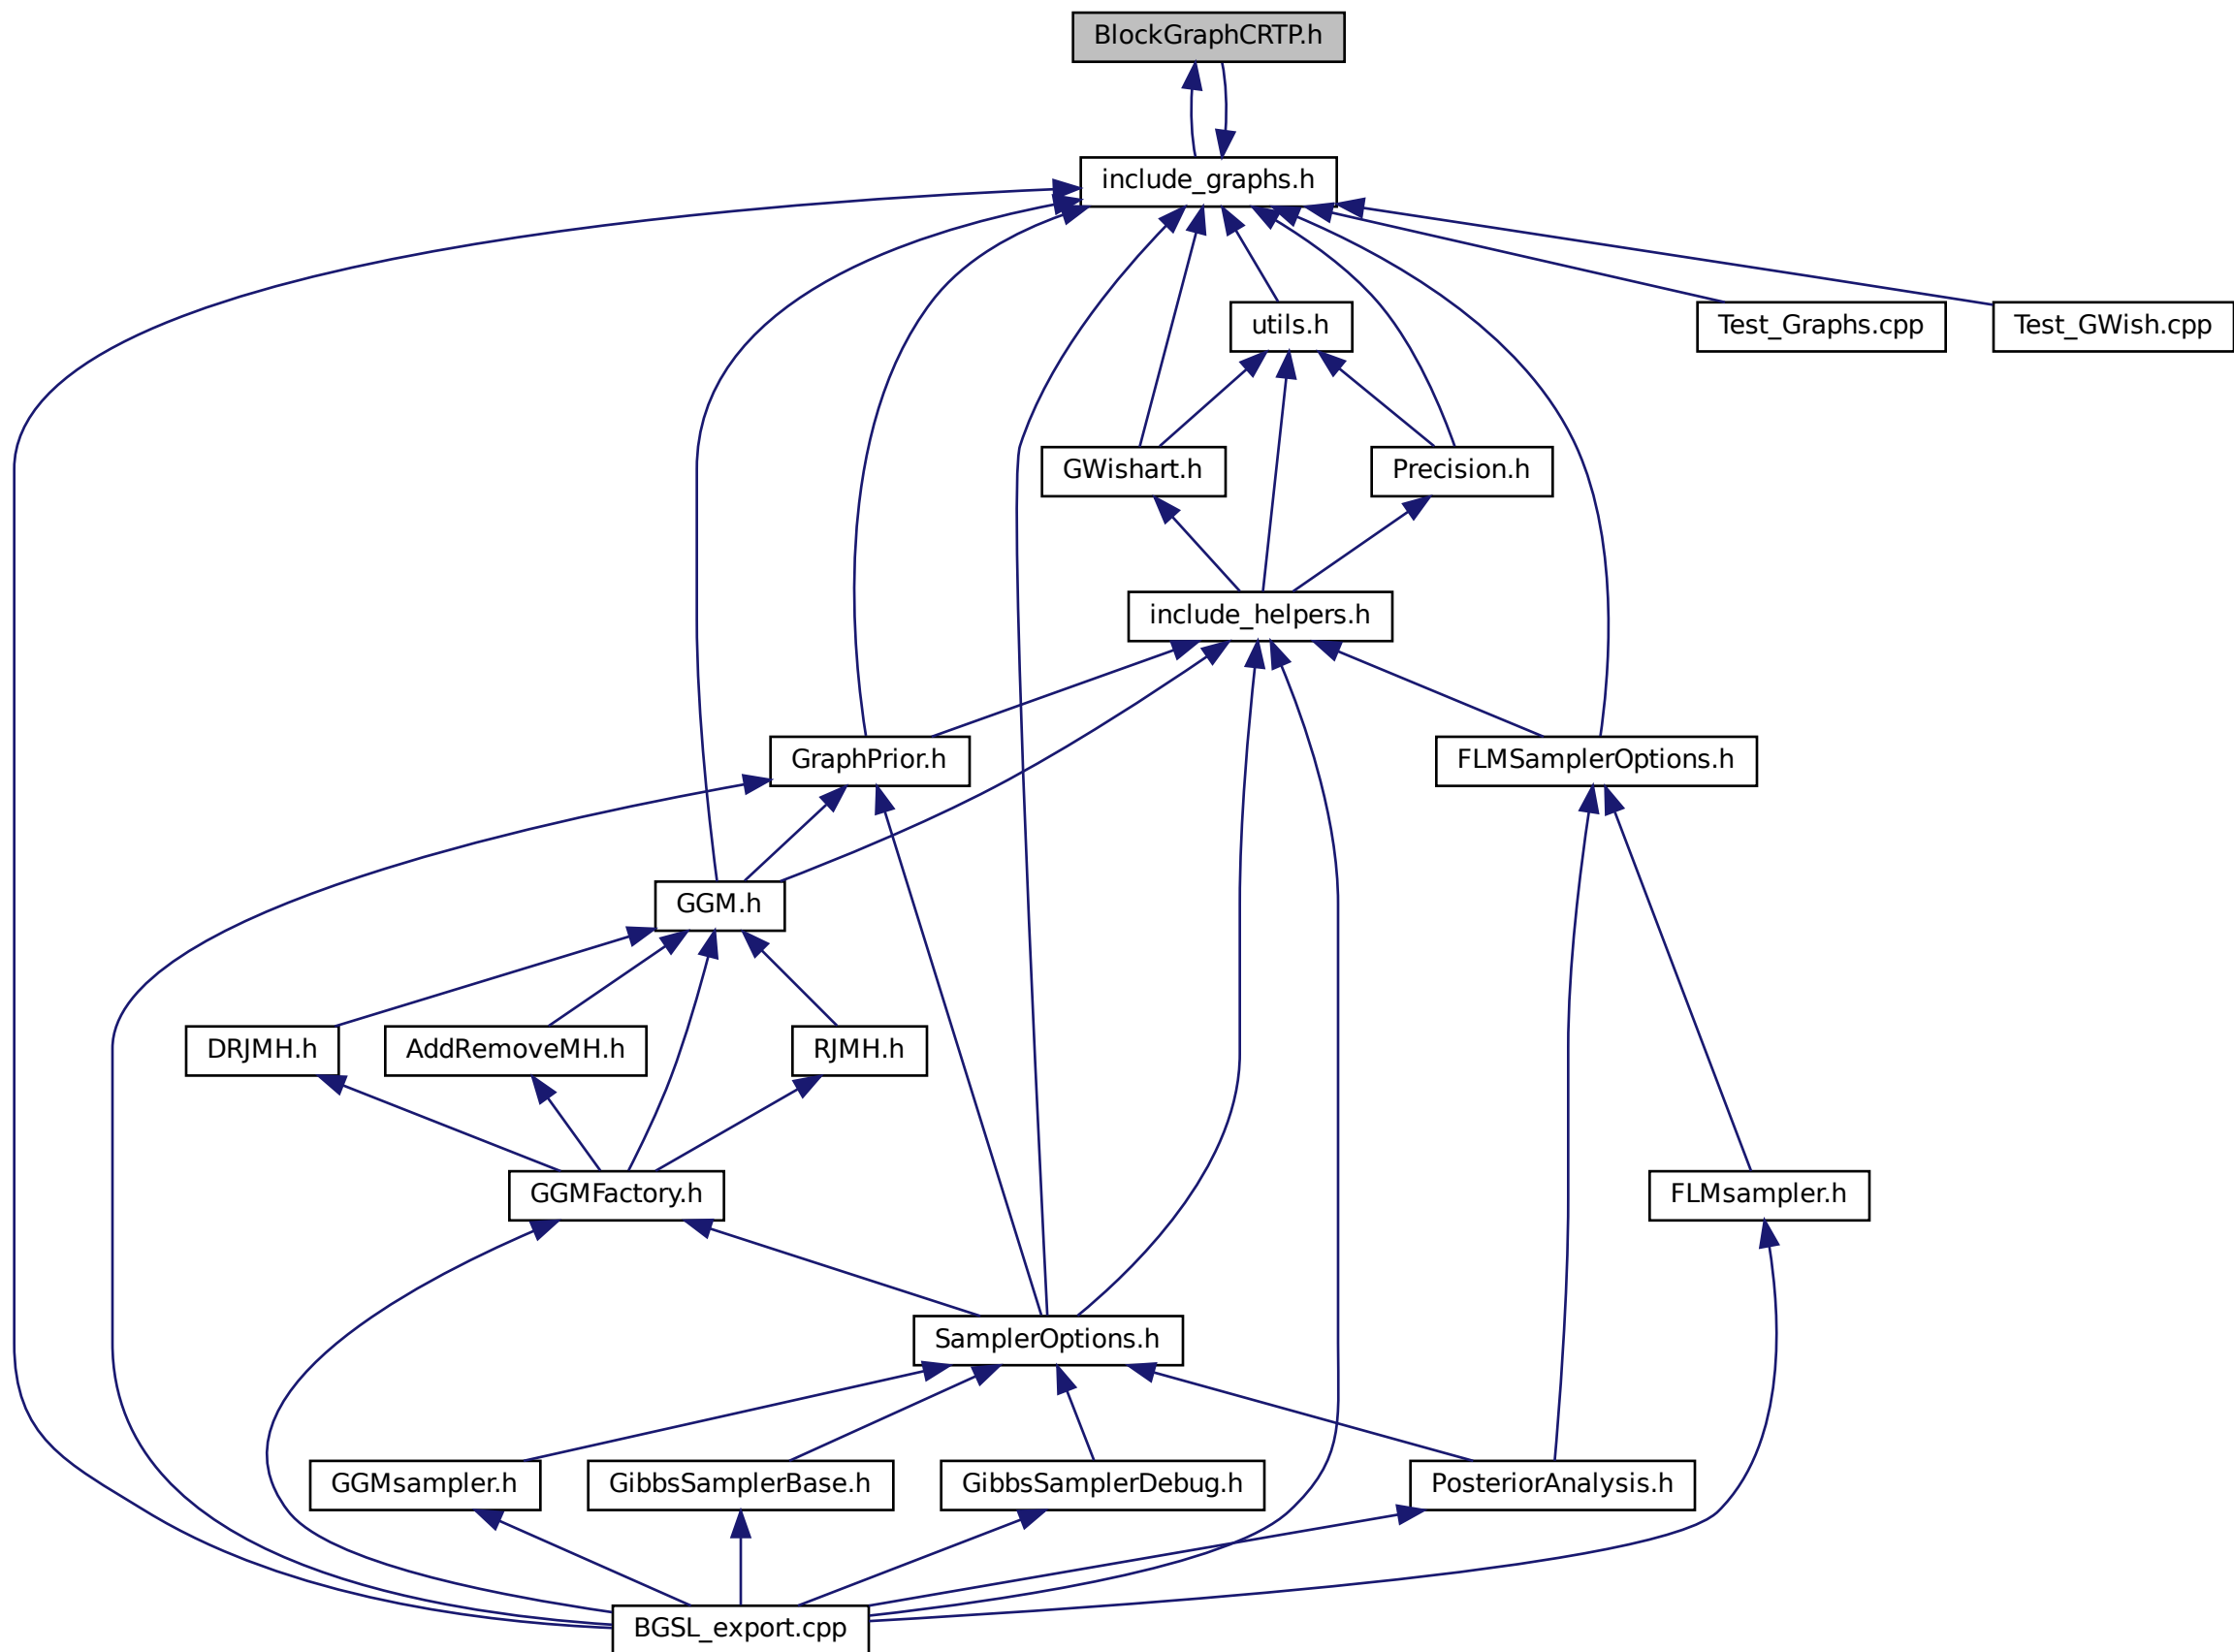 BlockGraphCRTP.h
include_graphs.h
utils.h
Test_Graphs.cpp
Test_GWish.cpp
GWishart.h
Precision.h
include_helpers.h
GraphPrior.h
FLMSamplerOptions.h
GGM.h
DRJMH.h
AddRemoveMH.h
RJMH.h
GGMFactory.h
FLMsampler.h
SamplerOptions.h
GGMsampler.h
GibbsSamplerBase.h
GibbsSamplerDebug.h
PosteriorAnalysis.h
BGSL_export.cpp